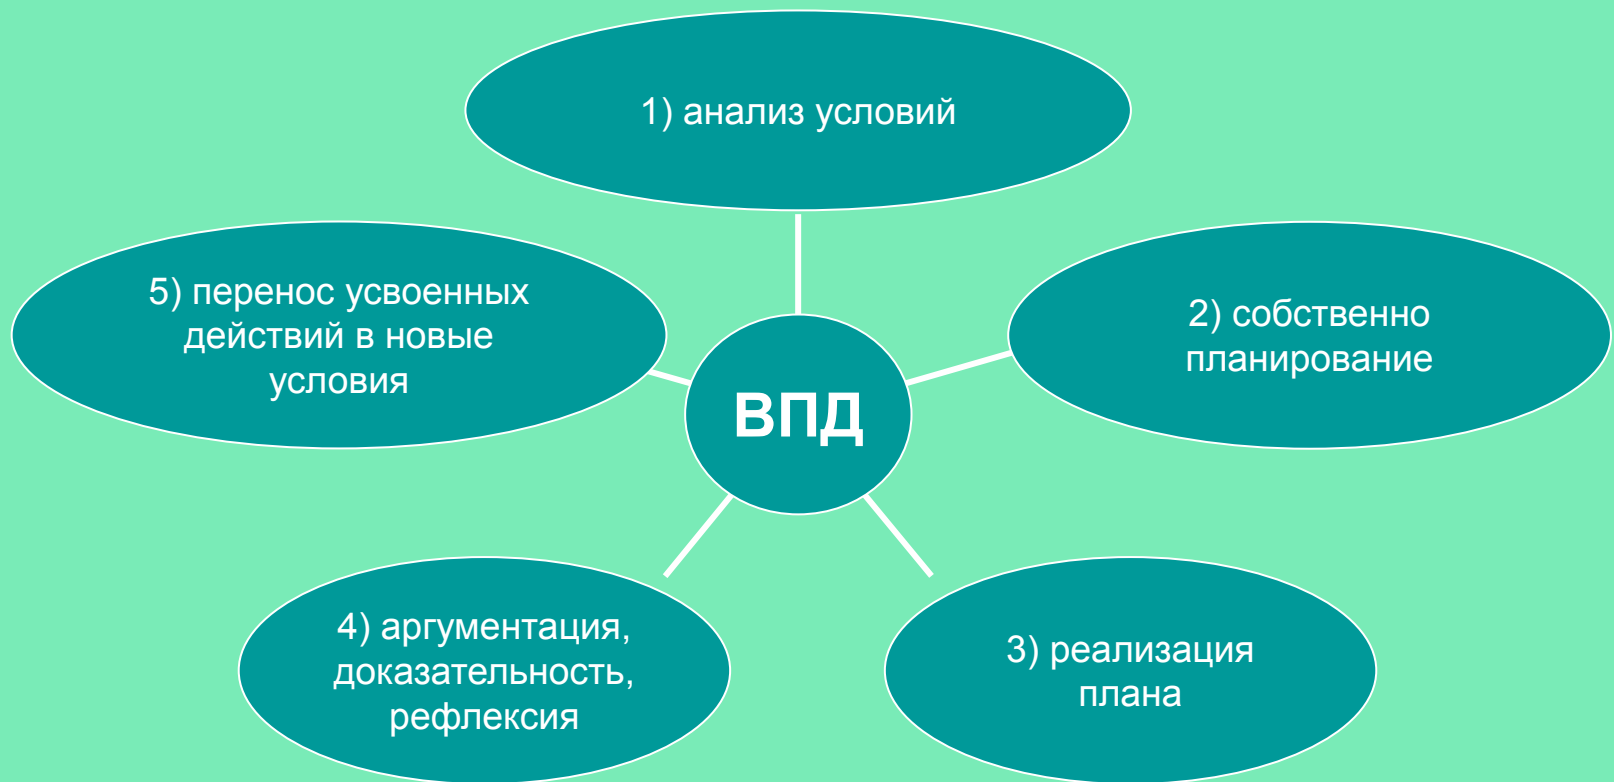 1) анализ условий
2) собственно
планирование
3) реализация
плана
4) аргументация,
доказательность,
рефлексия
5) перенос усвоенных
действий в новые
условия
ВПД